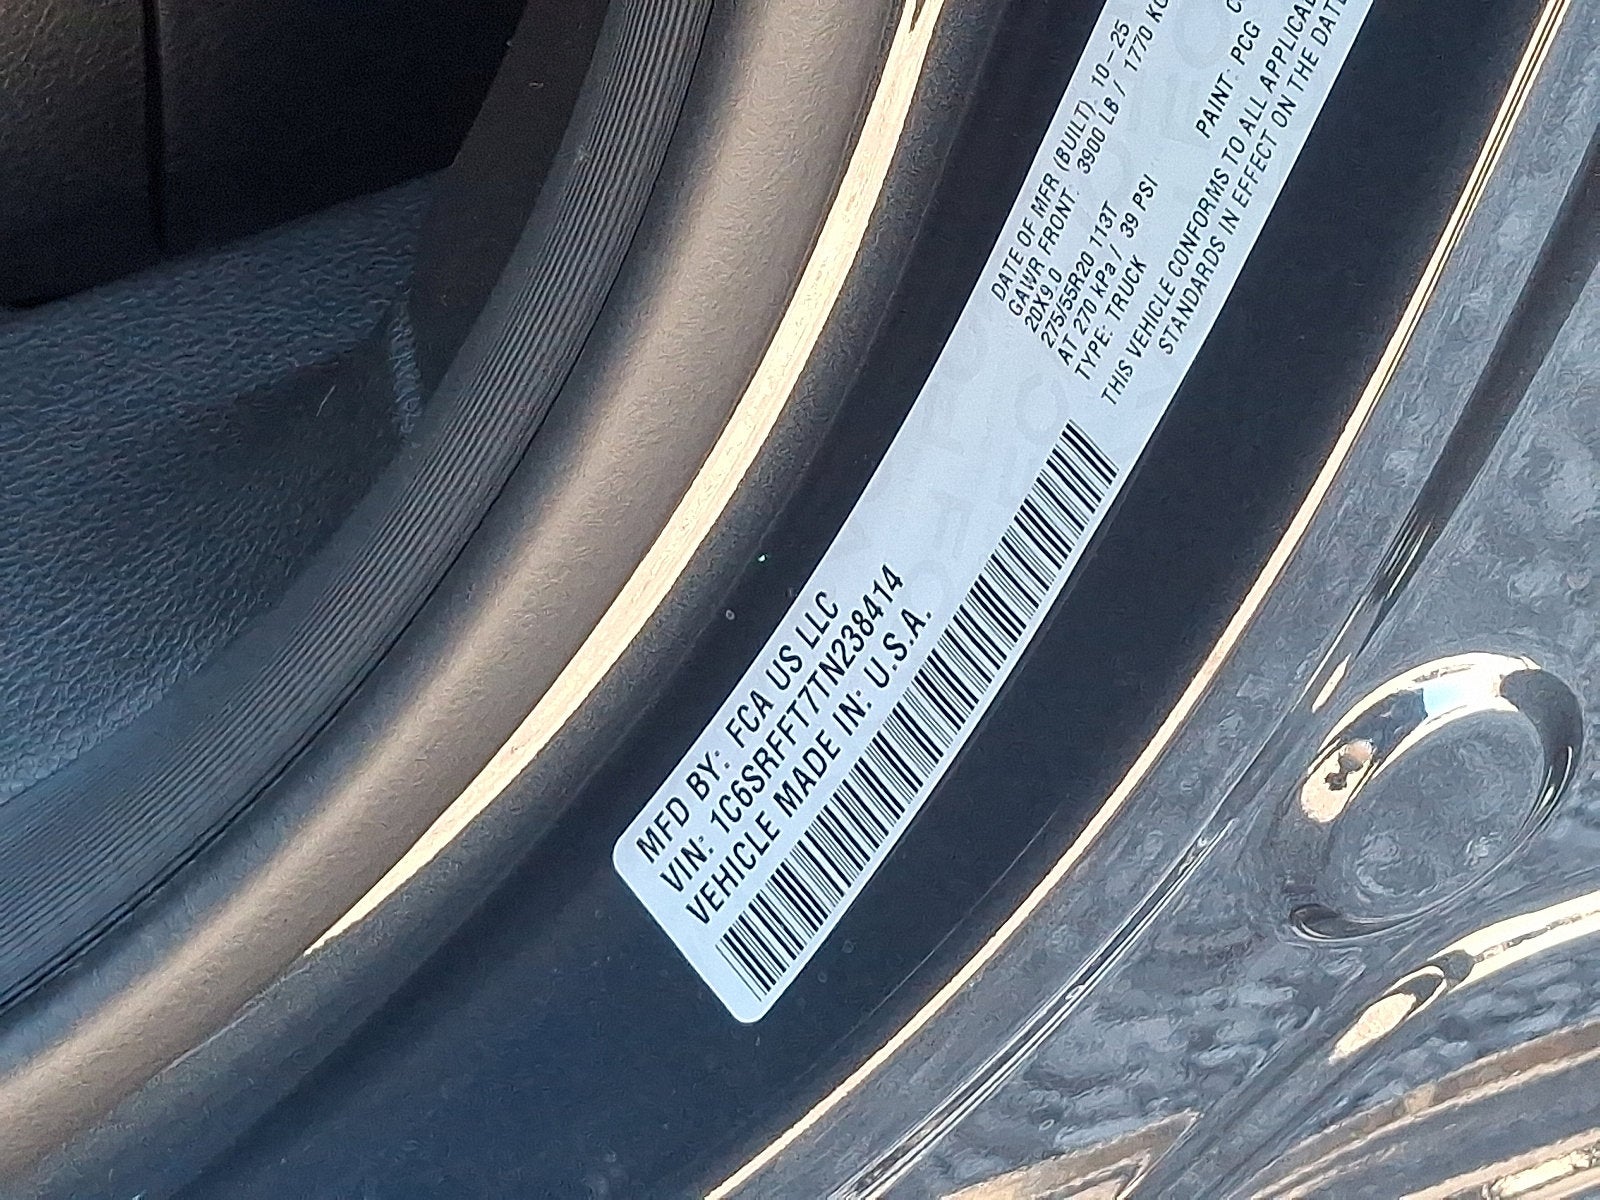 MFD BY: FCA US LLC
VIN: 1C6SRFFT7TN238414
VEHICLE MADE IN: U.S.A.
DATE OF MFR (BUILT): 10-25
GAWR FRONT: 3900 LB / 1770 KG
20X9.0
275/55R20 113T
AT 270 kPa / 39 PSI
TYPE: TRUCK
PAINT: PCG
THIS VEHICLE CONFORMS TO ALL
STANDARDS IN EFFECT ON THE DATE